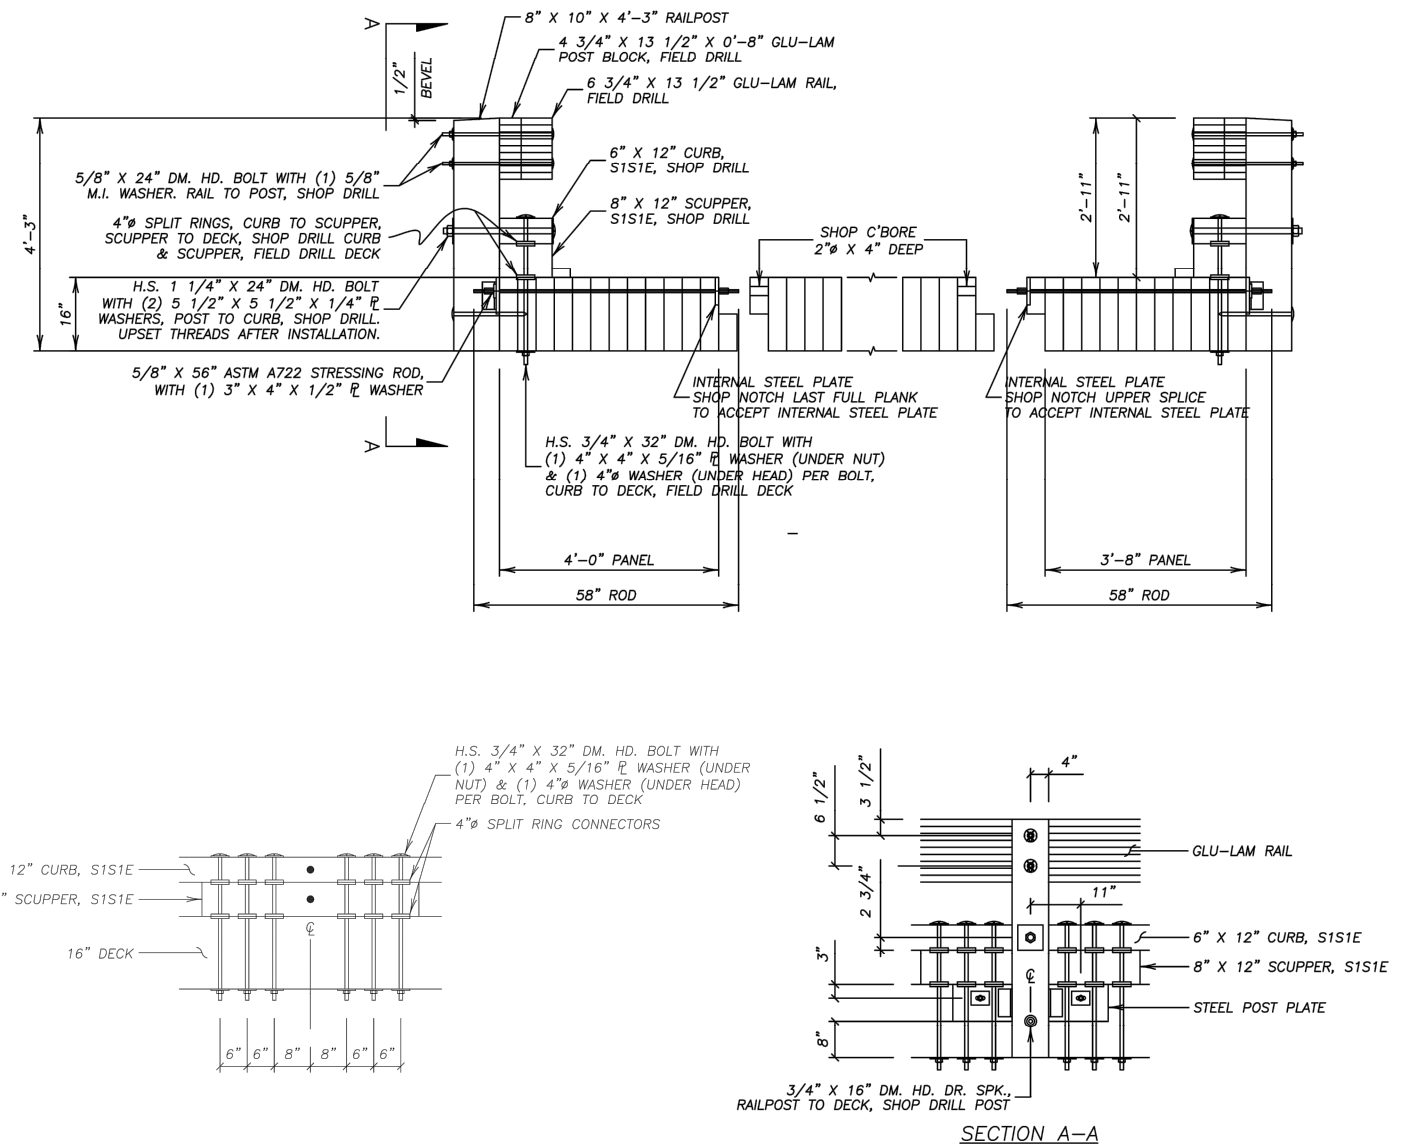 A
8" X 10" X 4'-3" RAILPOST
4 3/4" X 13 1/2" X 0'-8" GLU-LAM
POST BLOCK, FIELD DRILL
1/2"
BEVEL
6 3/4" X 13 1/2" GLU-LAM RAIL,
FIELD DRILL
6" X 12" CURB,
S1S1E, SHOP DRILL
5/8" X 24" DM. HD. BOLT WITH (1) 5/8"
M.I. WASHER. RAIL TO POST, SHOP DRILL
8" X 12" SCUPPER,
S1S1E, SHOP DRILL
4'-3"
4"ø SPLIT RINGS, CURB TO SCUPPER,
SCUPPER TO DECK, SHOP DRILL CURB
& SCUPPER, FIELD DRILL DECK
2'-11"
2'-11"
SHOP C'BORE
2"ø X 4" DEEP
16"
H.S. 1 1/4" X 24" DM. HD. BOLT
WITH (2) 5 1/2" X 5 1/2" X 1/4" ⅊
WASHERS, POST TO CURB, SHOP DRILL.
UPSET THREADS AFTER INSTALLATION.
5/8" X 56" ASTM A722 STRESSING ROD,
WITH (1) 3" X 4" X 1/2" ⅊ WASHER
INTERNAL STEEL PLATE
SHOP NOTCH LAST FULL PLANK
TO ACCEPT INTERNAL STEEL PLATE
INTERNAL STEEL PLATE
SHOP NOTCH UPPER SPLICE
TO ACCEPT INTERNAL STEEL PLATE
A
H.S. 3/4" X 32" DM. HD. BOLT WITH
(1) 4" X 4" X 5/16" ⅊ WASHER (UNDER NUT)
& (1) 4"ø WASHER (UNDER HEAD) PER BOLT,
CURB TO DECK, FIELD DRILL DECK
4'-0" PANEL
3'-8" PANEL
58" ROD
58" ROD
H.S. 3/4" X 32" DM. HD. BOLT WITH
(1) 4" X 4" X 5/16" ⅊ WASHER (UNDER
NUT) & (1) 4"ø WASHER (UNDER HEAD)
PER BOLT, CURB TO DECK
4"ø SPLIT RING CONNECTORS
12" CURB, S1S1E
" SCUPPER, S1S1E
℄
16" DECK
6" 6" 8" 8" 6" 6"
4"
6 1/2"
3 1/2"
GLU-LAM RAIL
2 3/4"
11"
6" X 12" CURB, S1S1E
3"
℄
8" X 12" SCUPPER, S1S1E
STEEL POST PLATE
8"
3/4" X 16" DM. HD. DR. SPK.,
RAILPOST TO DECK, SHOP DRILL POST
SECTION A-A